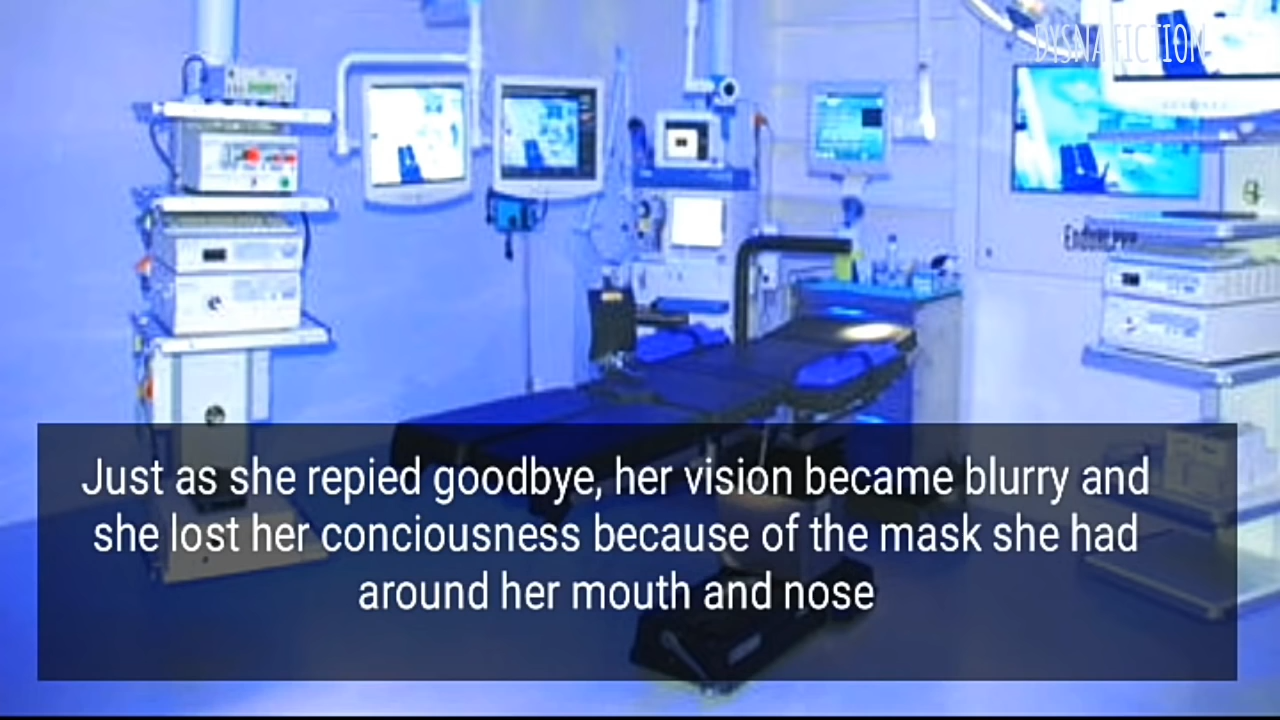 DYSNA FICTION
Just as she repied goodbye, her vision became blurry and
she lost her conciousness because of the mask she had
around her mouth and nose